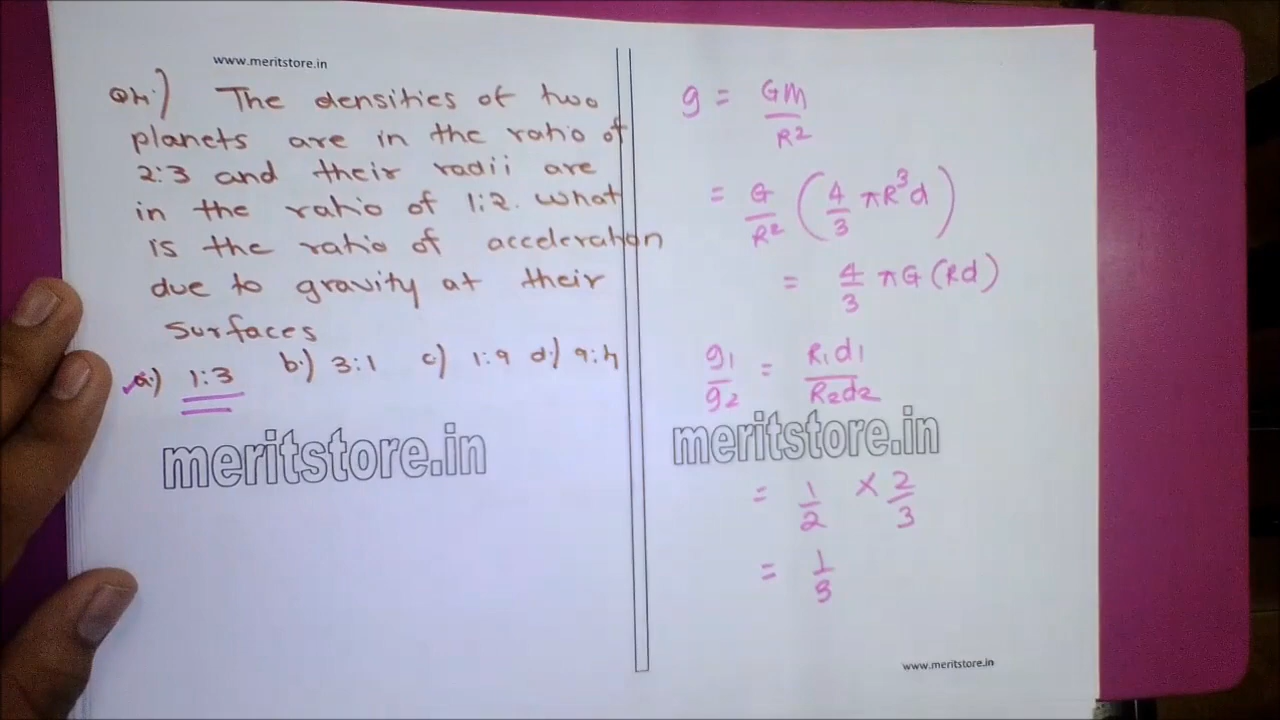 www.meritstore.in
Q4.) The densities of two
planets are in the ratio of
2:3 and their radii are
in the ratio of 1:2. what
is the ratio of acceleration
due to gravity at their
surfaces
a.) 1:3 b.) 3:1 c.) 1:9 d.) 9:4
meritstore.in
g = GM / R²
= G/R² (4/3 πR³d)
= 4/3 πG(Rd)
g1/g2 = R1d1 / R2d2
meritstore.in
= 1/2 × 2/3
= 1/3
www.meritstore.in